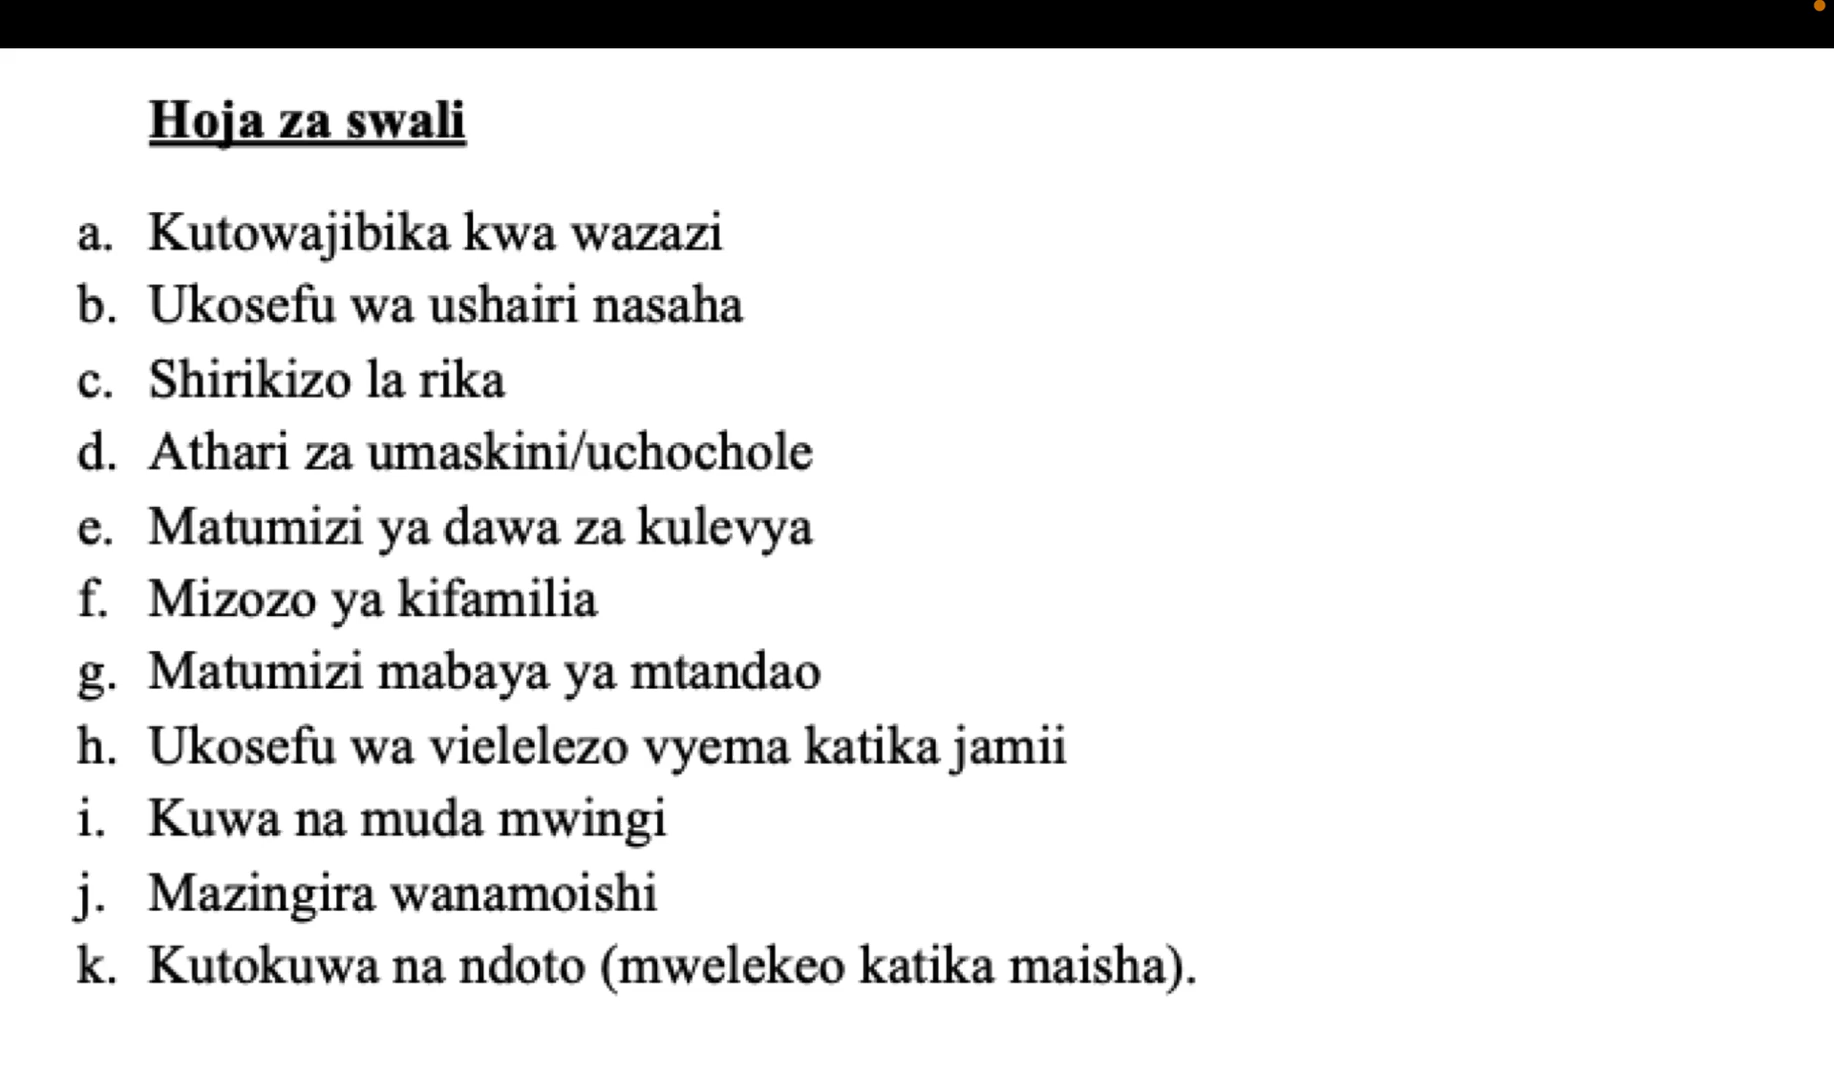 Hoja za swali
a. Kutowajibika kwa wazazi
b. Ukosefu wa ushairi nasaha
c. Shirikizo la rika
d. Athari za umaskini/uchochole
e. Matumizi ya dawa za kulevya
f. Mizozo ya kifamilia
g. Matumizi mabaya ya mtandao
h. Ukosefu wa vielelezo vyema katika jamii
i. Kuwa na muda mwingi
j. Mazingira wanamoishi
k. Kutokuwa na ndoto (mwelekeo katika maisha).